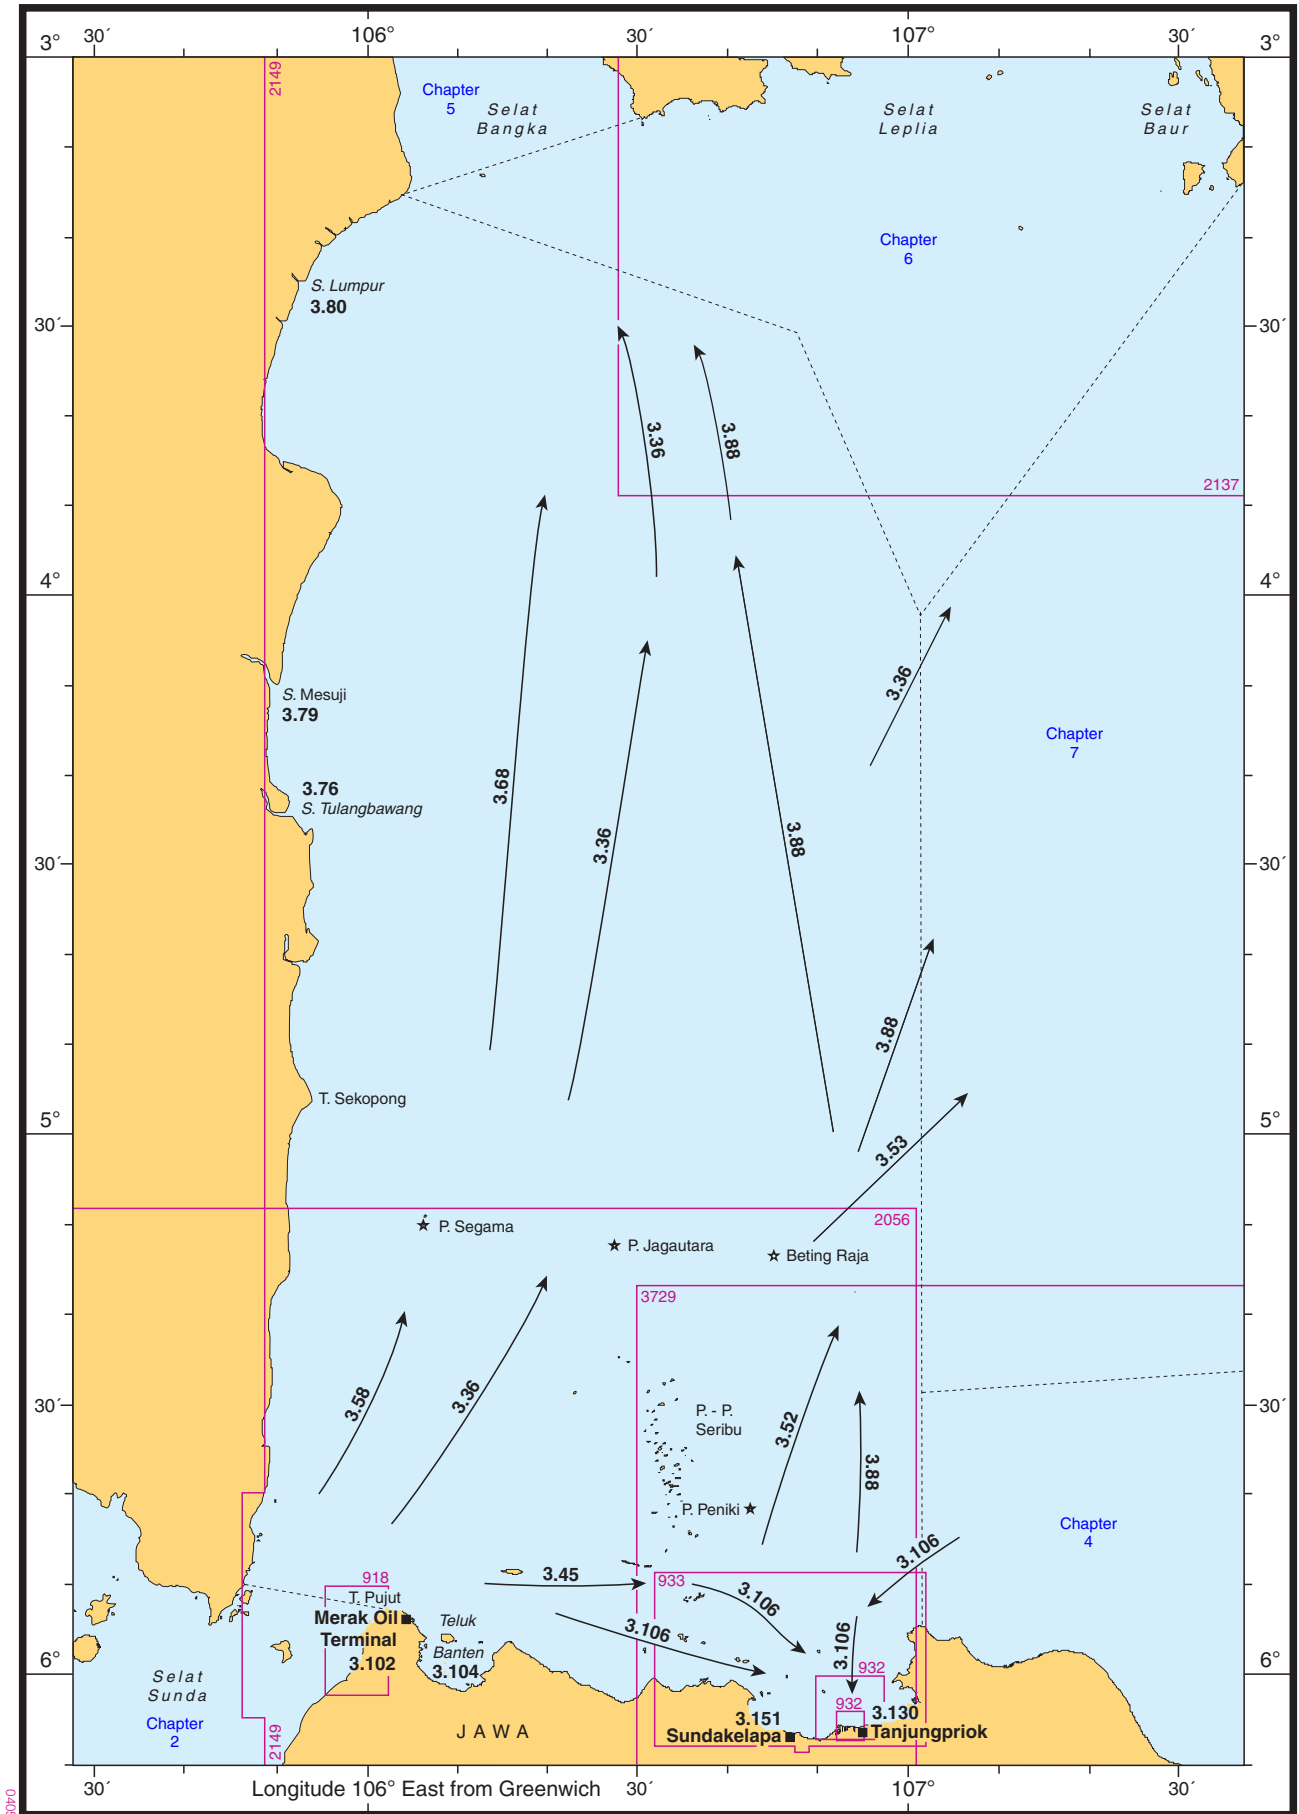 30´
106°
30´
107°
30´
3°
3°
2149
Chapter
5
Selat
Bangka
Selat
Leplia
Selat
Baur
Chapter
6
S. Lumpur
3.80
30´
30´
3.36
3.88
2137
4°
4°
S. Mesuji
3.79
3.36
Chapter
7
3.76
S. Tulangbawang
3.68
3.36
3.88
30´
30´
3.88
T. Sekopong
5°
5°
3.53
2056
P. Segama
P. Jagautara
Beting Raja
3729
3.58
3.36
P. - P.
Seribu
3.52
3.88
30´
30´
P. Peniki
Chapter
4
3.106
918
3.45
933
3.106
T. Pujut
Merak Oil
Terminal
3.102
Teluk
Banten
3.104
3.106
3.106
6°
6°
932
932
Selat
Sunda
Chapter
2
2149
JAWA
3.151
Sundakelapa
3.130
Tanjungpriok
30´
Longitude 106° East from Greenwich
30´
107°
30´
0405